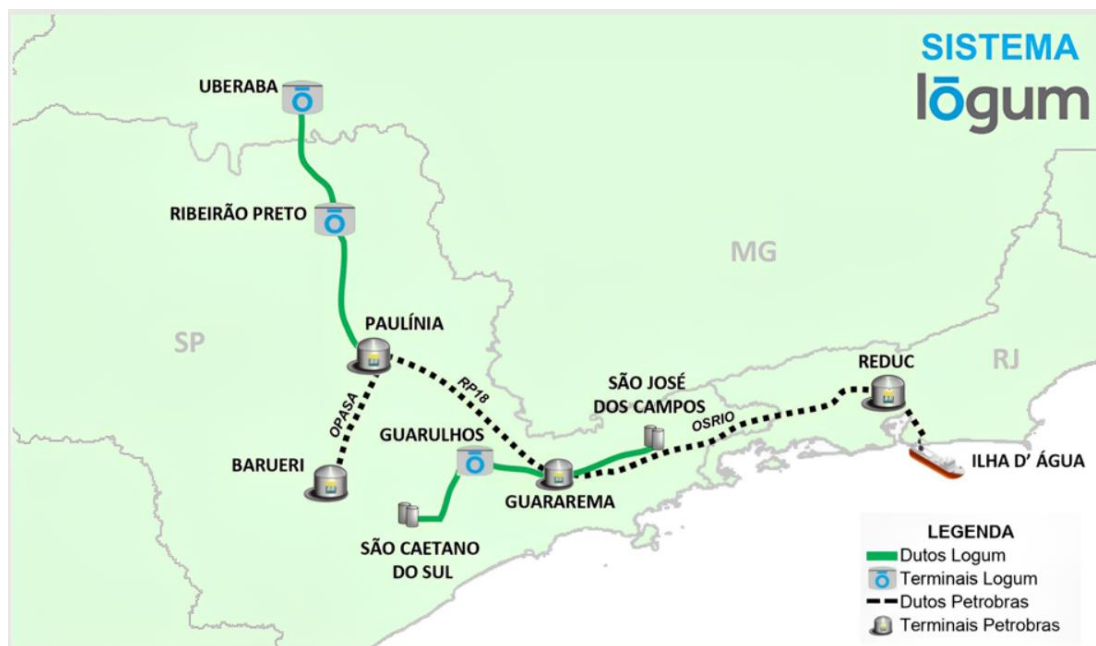 SISTEMA
lōgum
UBERABA
RIBEIRÃO PRETO
MG
SP
PAULÍNIA
RJ
REDUC
RP18
SÃO JOSÉ
DOS CAMPOS
OPASA
OSRIO
GUARULHOS
BARUERI
ILHA D' ÁGUA
GUARAREMA
SÃO CAETANO
DO SUL
LEGENDA
Dutos Logum
Terminais Logum
Dutos Petrobras
Terminais Petrobras